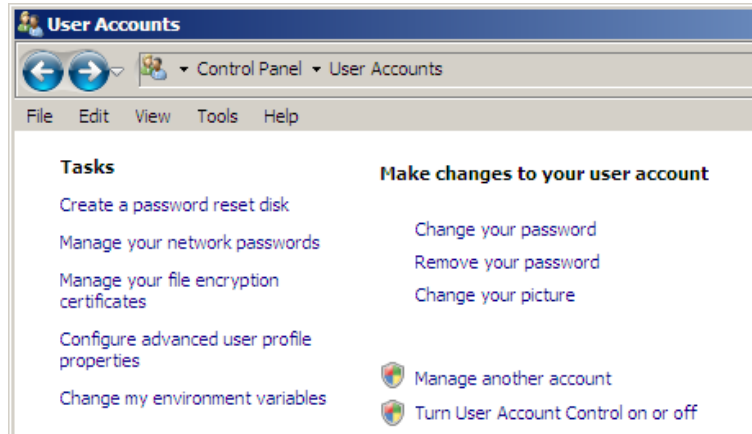 User Accounts
Control Panel User Accounts
File Edit View Tools Help
Tasks
Create a password reset disk
Manage your network passwords
Manage your file encryption
certificates
Configure advanced user profile
properties
Change my environment variables
Make changes to your user account
Change your password
Remove your password
Change your picture
Manage another account
Turn User Account Control on or off